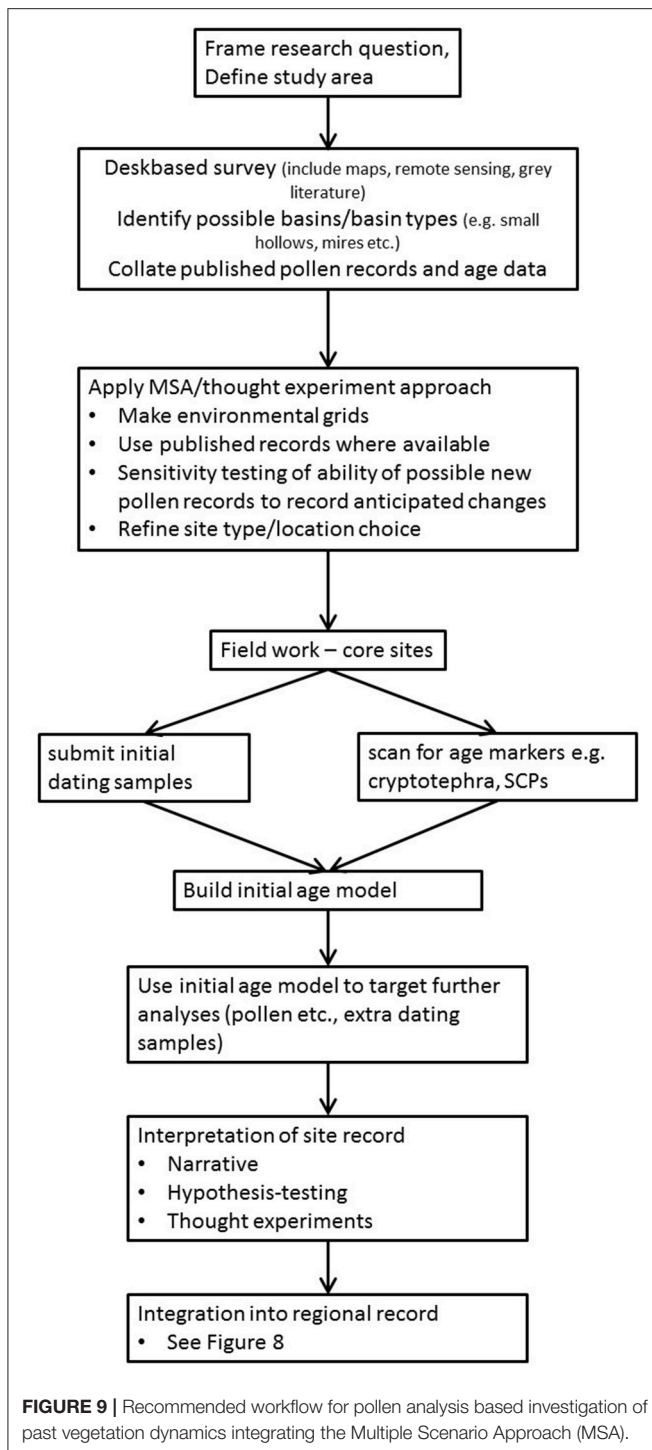 Frame research question,
Define study area
Deskbased survey (include maps, remote sensing, grey
literature)
Identify possible basins/basin types (e.g. small
hollows, mires etc.)
Collate published pollen records and age data
Apply MSA/thought experiment approach
• Make environmental grids
• Use published records where available
• Sensitivity testing of ability of possible new
pollen records to record anticipated changes
• Refine site type/location choice
Field work – core sites
submit initial
dating samples
scan for age markers e.g.
cryptotephra, SCPs
Build initial age model
Use initial age model to target further
analyses (pollen etc., extra dating
samples)
Interpretation of site record
• Narrative
• Hypothesis-testing
• Thought experiments
Integration into regional record
• See Figure 8
FIGURE 9 | Recommended workflow for pollen analysis based investigation of
past vegetation dynamics integrating the Multiple Scenario Approach (MSA).